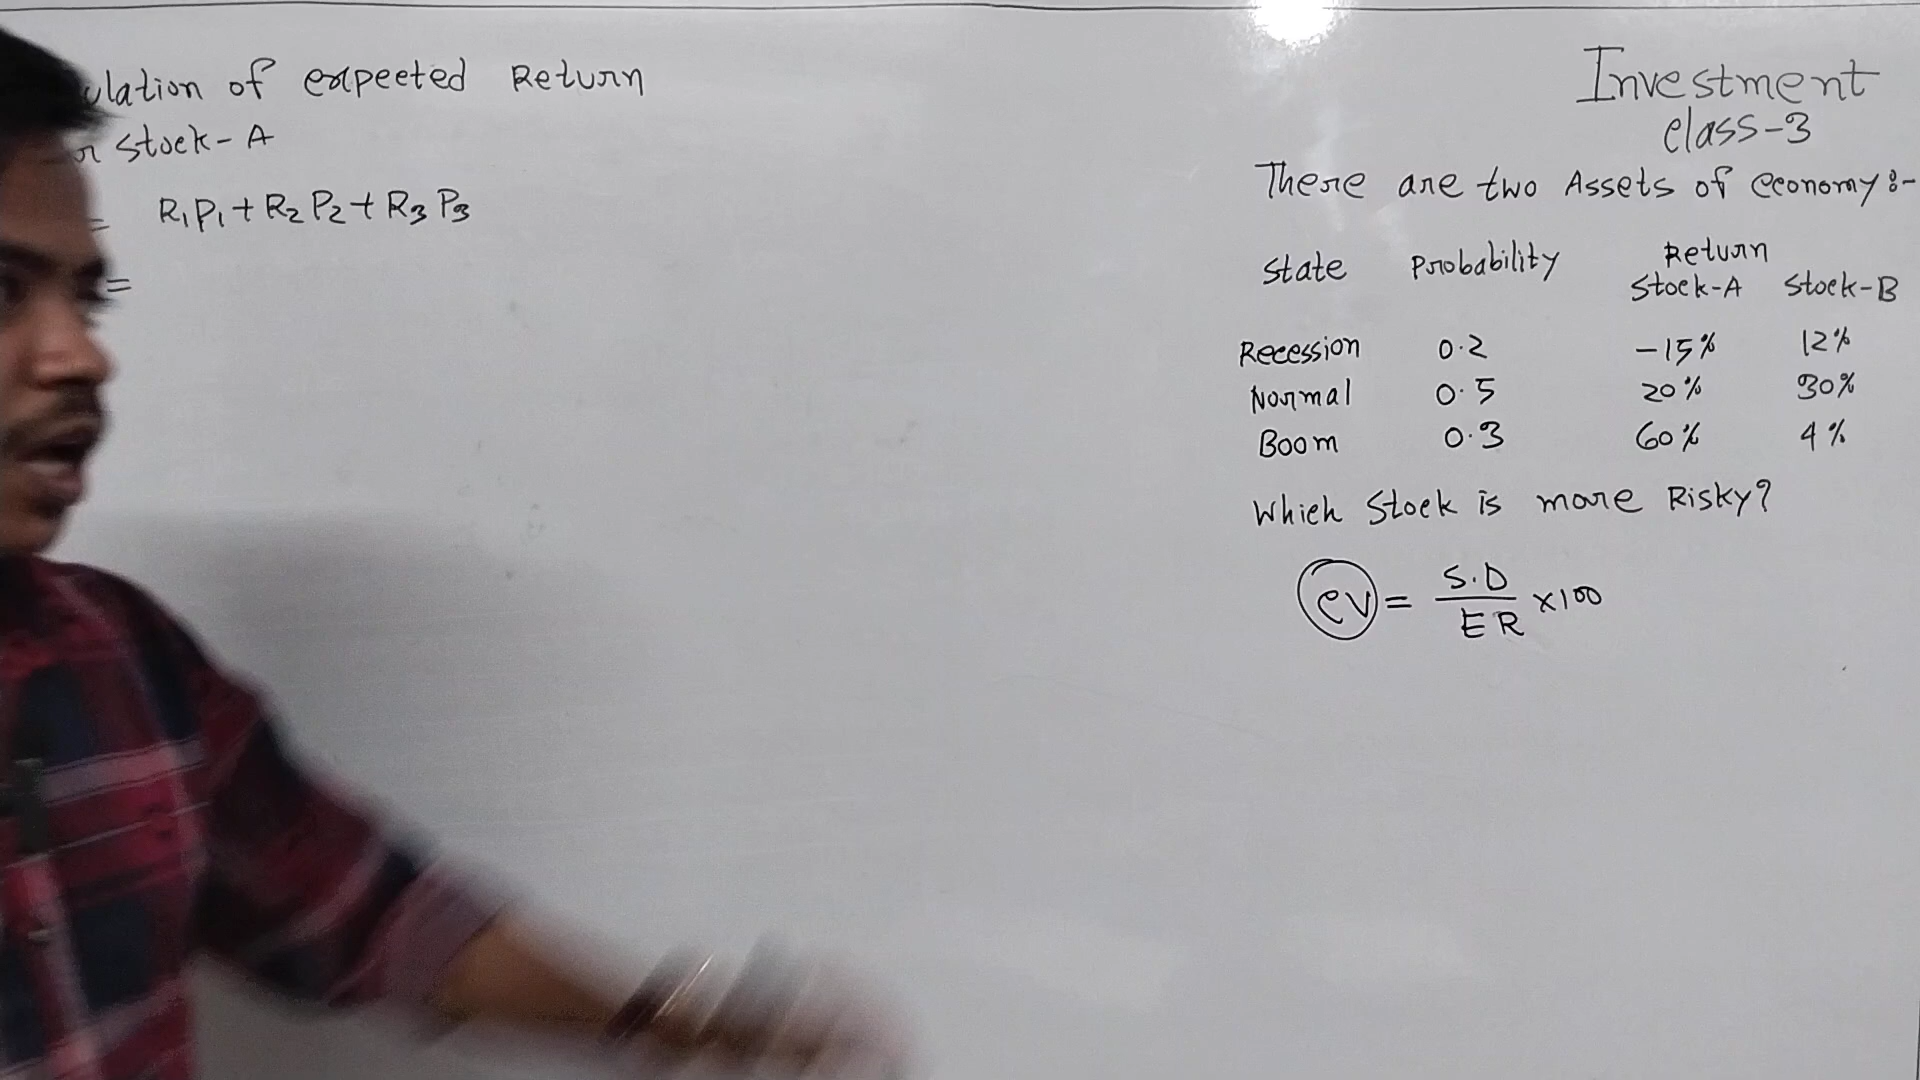 of expected Return
Stock-A
= R₁P₁ + R₂P₂ + R₃P₃
=
Investment
class-3
There are two Assets of economy:-
State Probability Return
Stock-A Stock-B
Recession 0.2 -15% 12%
Normal 0.5 20% 30%
Boom 0.3 60% 4%
Which Stock is more Risky?
cv = S.D / ER ×100